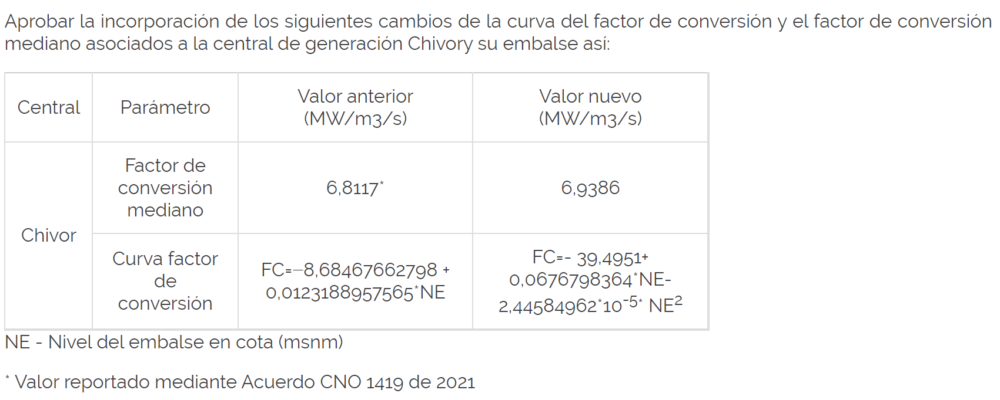 Aprobar la incorporación de los siguientes cambios de la curva del factor de conversión y el factor de conversión
mediano asociados a la central de generación Chivory su embalse así:
Central
Parámetro
Valor anterior
(MW/m3/s)
Valor nuevo
(MW/m3/s)
Chivor
Factor de
conversión
mediano
6,8117*
6,9386
Curva factor
de
conversión
FC=−8,68467662798 +
0,0123188957565*NE
FC=- 39,4951+
0,0676798364*NE-
2,44584962*10⁻⁵* NE²
NE - Nivel del embalse en cota (msnm)
* Valor reportado mediante Acuerdo CNO 1419 de 2021